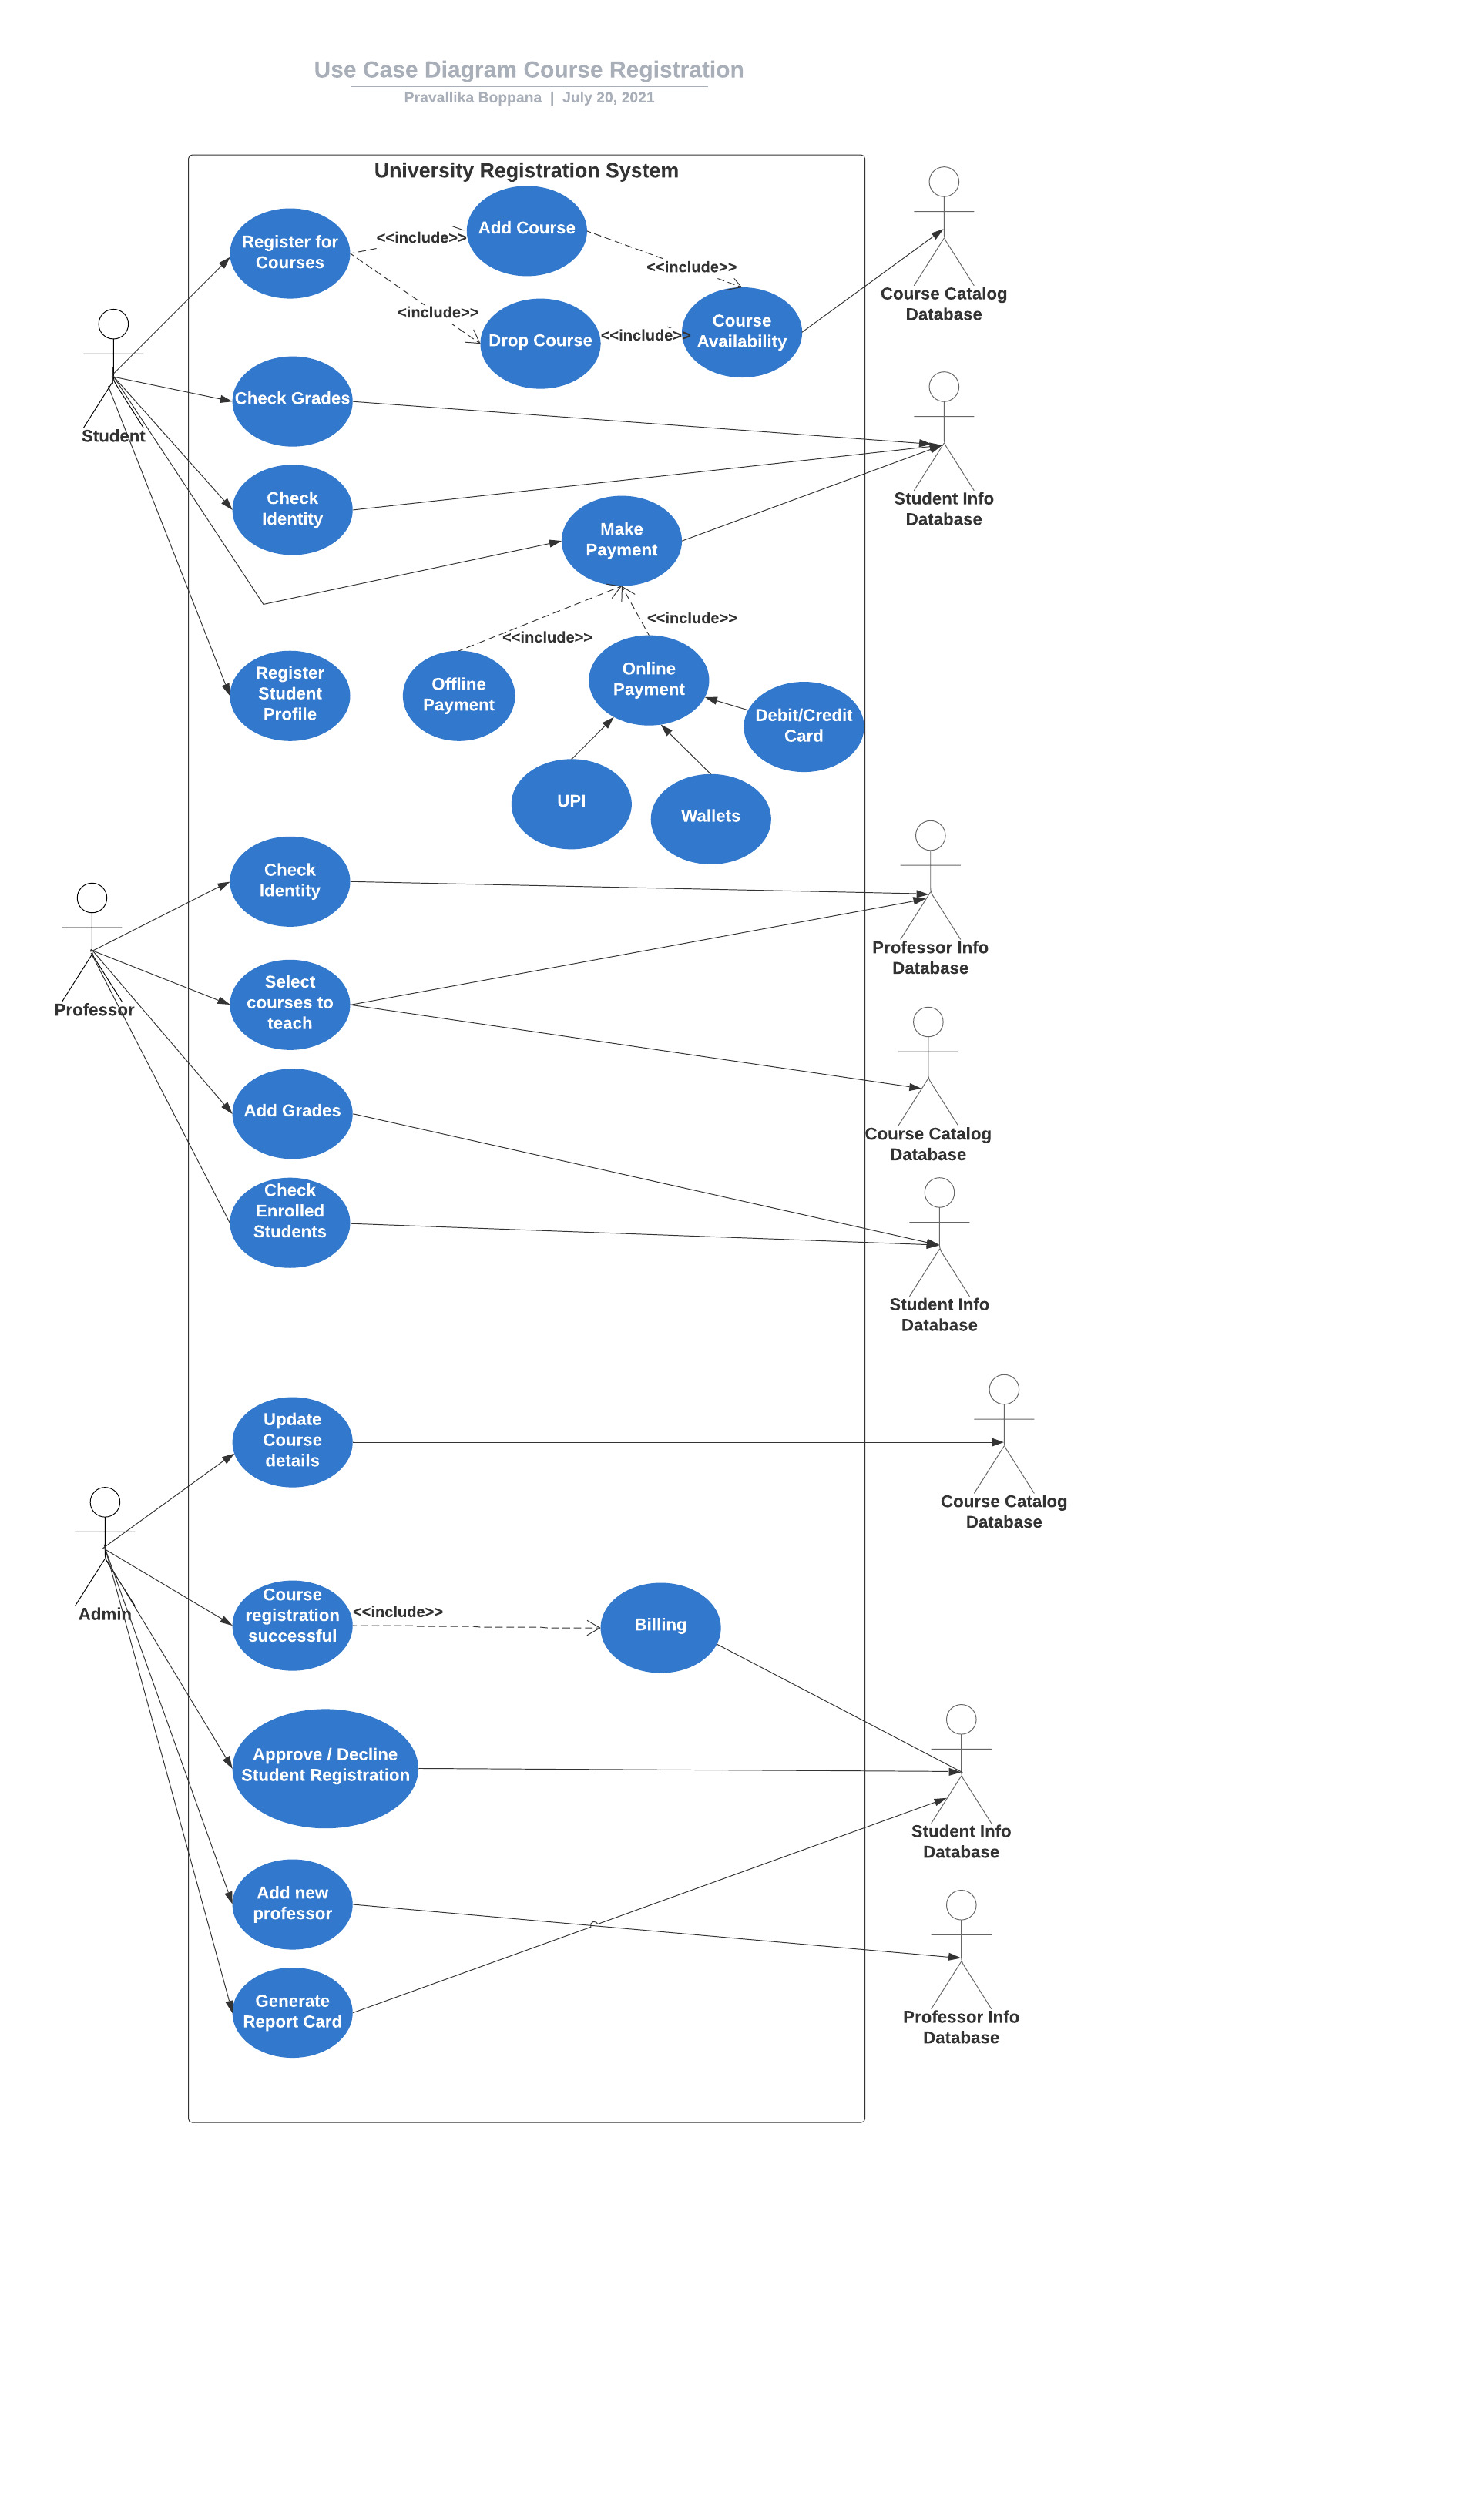 Use Case Diagram Course Registration
Pravallika Boppana | July 20, 2021
University Registration System
Register for
Courses
<<include>>
Add Course
<<include>>
<include>>
Drop Course
<<include>>
Course
Availability
Course Catalog
Database
Student
Check Grades
Check
Identity
Student Info
Database
Make
Payment
<<include>>
<<include>>
Register
Student
Profile
Offline
Payment
Online
Payment
Debit/Credit
Card
UPI
Wallets
Professor
Check
Identity
Professor Info
Database
Select
courses to
teach
Course Catalog
Database
Add Grades
Check
Enrolled
Students
Student Info
Database
Update
Course
details
Course Catalog
Database
Admin
Course
registration
successful
<<include>>
Billing
Approve / Decline
Student Registration
Student Info
Database
Add new
professor
Professor Info
Database
Generate
Report Card